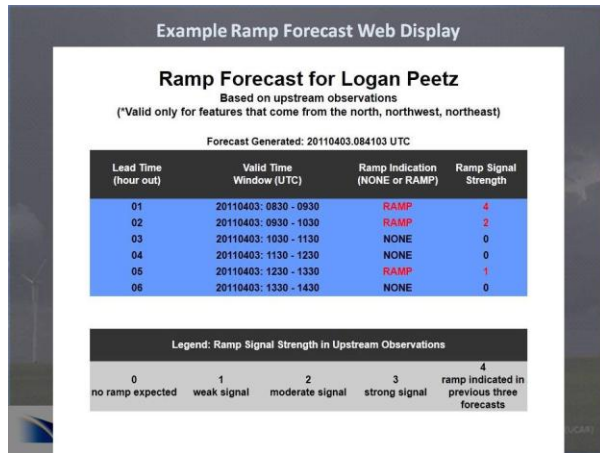 Example Ramp Forecast Web Display
Ramp Forecast for Logan Peetz
Based on upstream observations
(*Valid only for features that come from the north, northwest, northeast)
Forecast Generated: 20110403.084103 UTC
Lead Time (hour out) Valid Time Window (UTC) Ramp Indication (NONE or RAMP) Ramp Signal Strength
01 20110403: 0830 - 0930 RAMP 4
02 20110403: 0930 - 1030 RAMP 2
03 20110403: 1030 - 1130 NONE 0
04 20110403: 1130 - 1230 NONE 0
05 20110403: 1230 - 1330 RAMP 1
06 20110403: 1330 - 1430 NONE 0
Legend: Ramp Signal Strength in Upstream Observations
0 no ramp expected
1 weak signal
2 moderate signal
3 strong signal
4 ramp indicated in previous three forecasts
(UCAR)